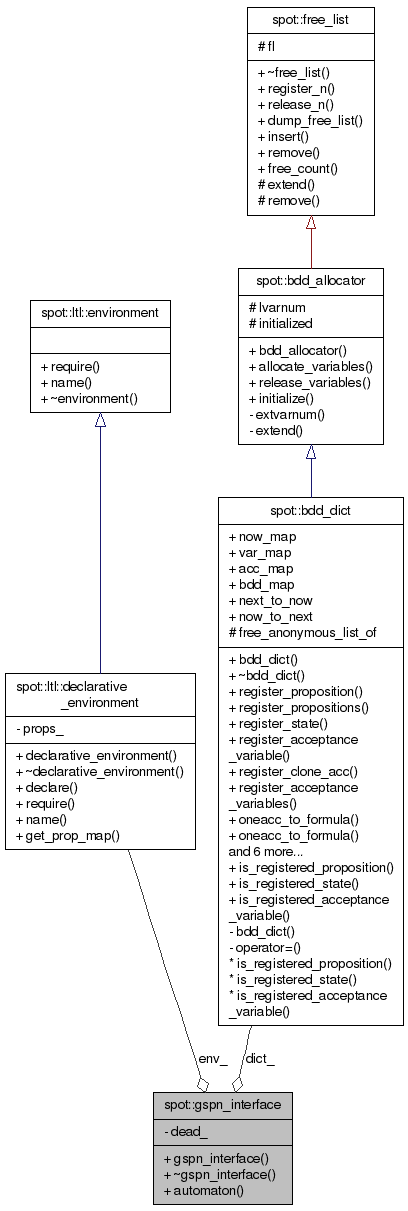 spot::free_list
# fl
+ ~free_list()
+ register_n()
+ release_n()
+ dump_free_list()
+ insert()
+ remove()
+ free_count()
# extend()
# remove()
spot::bdd_allocator
# lvarnum
# initialized
+ bdd_allocator()
+ allocate_variables()
+ release_variables()
+ initialize()
- extvarnum()
- extend()
spot::ltl::environment
+ require()
+ name()
+ ~environment()
spot::bdd_dict
+ now_map
+ var_map
+ acc_map
+ bdd_map
+ next_to_now
+ now_to_next
# free_anonymous_list_of
+ bdd_dict()
+ ~bdd_dict()
+ register_proposition()
+ register_propositions()
+ register_state()
+ register_acceptance
_variable()
+ register_clone_acc()
+ register_acceptance
_variables()
+ oneacc_to_formula()
+ oneacc_to_formula()
and 6 more...
+ is_registered_proposition()
+ is_registered_state()
+ is_registered_acceptance
_variable()
- bdd_dict()
- operator=()
* is_registered_proposition()
* is_registered_state()
* is_registered_acceptance
_variable()
spot::ltl::declarative
_environment
- props_
+ declarative_environment()
+ ~declarative_environment()
+ declare()
+ require()
+ name()
+ get_prop_map()
env_
dict_
spot::gspn_interface
- dead_
+ gspn_interface()
+ ~gspn_interface()
+ automaton()